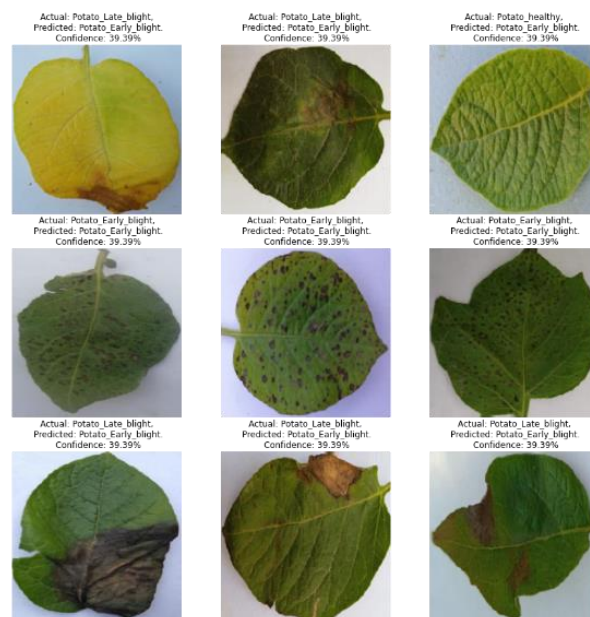 Actual: Potato_Late_blight,
Predicted: Potato_Early_blight.
Confidence: 39.39%
Actual: Potato_Late_blight,
Predicted: Potato_Early_blight.
Confidence: 39.39%
Actual: Potato_healthy,
Predicted: Potato_Early_blight.
Confidence: 39.39%
Actual: Potato_Early_blight,
Predicted: Potato_Early_blight.
Confidence: 39.39%
Actual: Potato_Early_blight,
Predicted: Potato_Early_blight.
Confidence: 39.39%
Actual: Potato_Early_blight,
Predicted: Potato_Early_blight.
Confidence: 39.39%
Actual: Potato_Late_blight,
Predicted: Potato_Early_blight.
Confidence: 39.39%
Actual: Potato_Late_blight,
Predicted: Potato_Early_blight.
Confidence: 39.39%
Actual: Potato_Late_blight,
Predicted: Potato_Early_blight.
Confidence: 39.39%